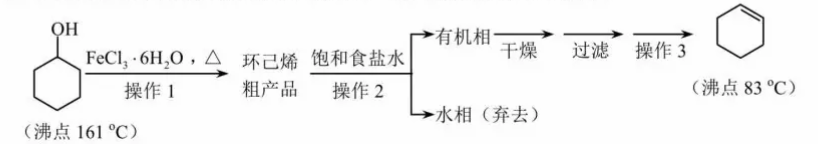 OH
FeCl₃·6H₂O，△
操作1
（沸点 161 ℃）
环己烯
粗产品
饱和食盐水
操作2
有机相
干燥
过滤
操作3
水相（弃去）
（沸点 83 ℃）